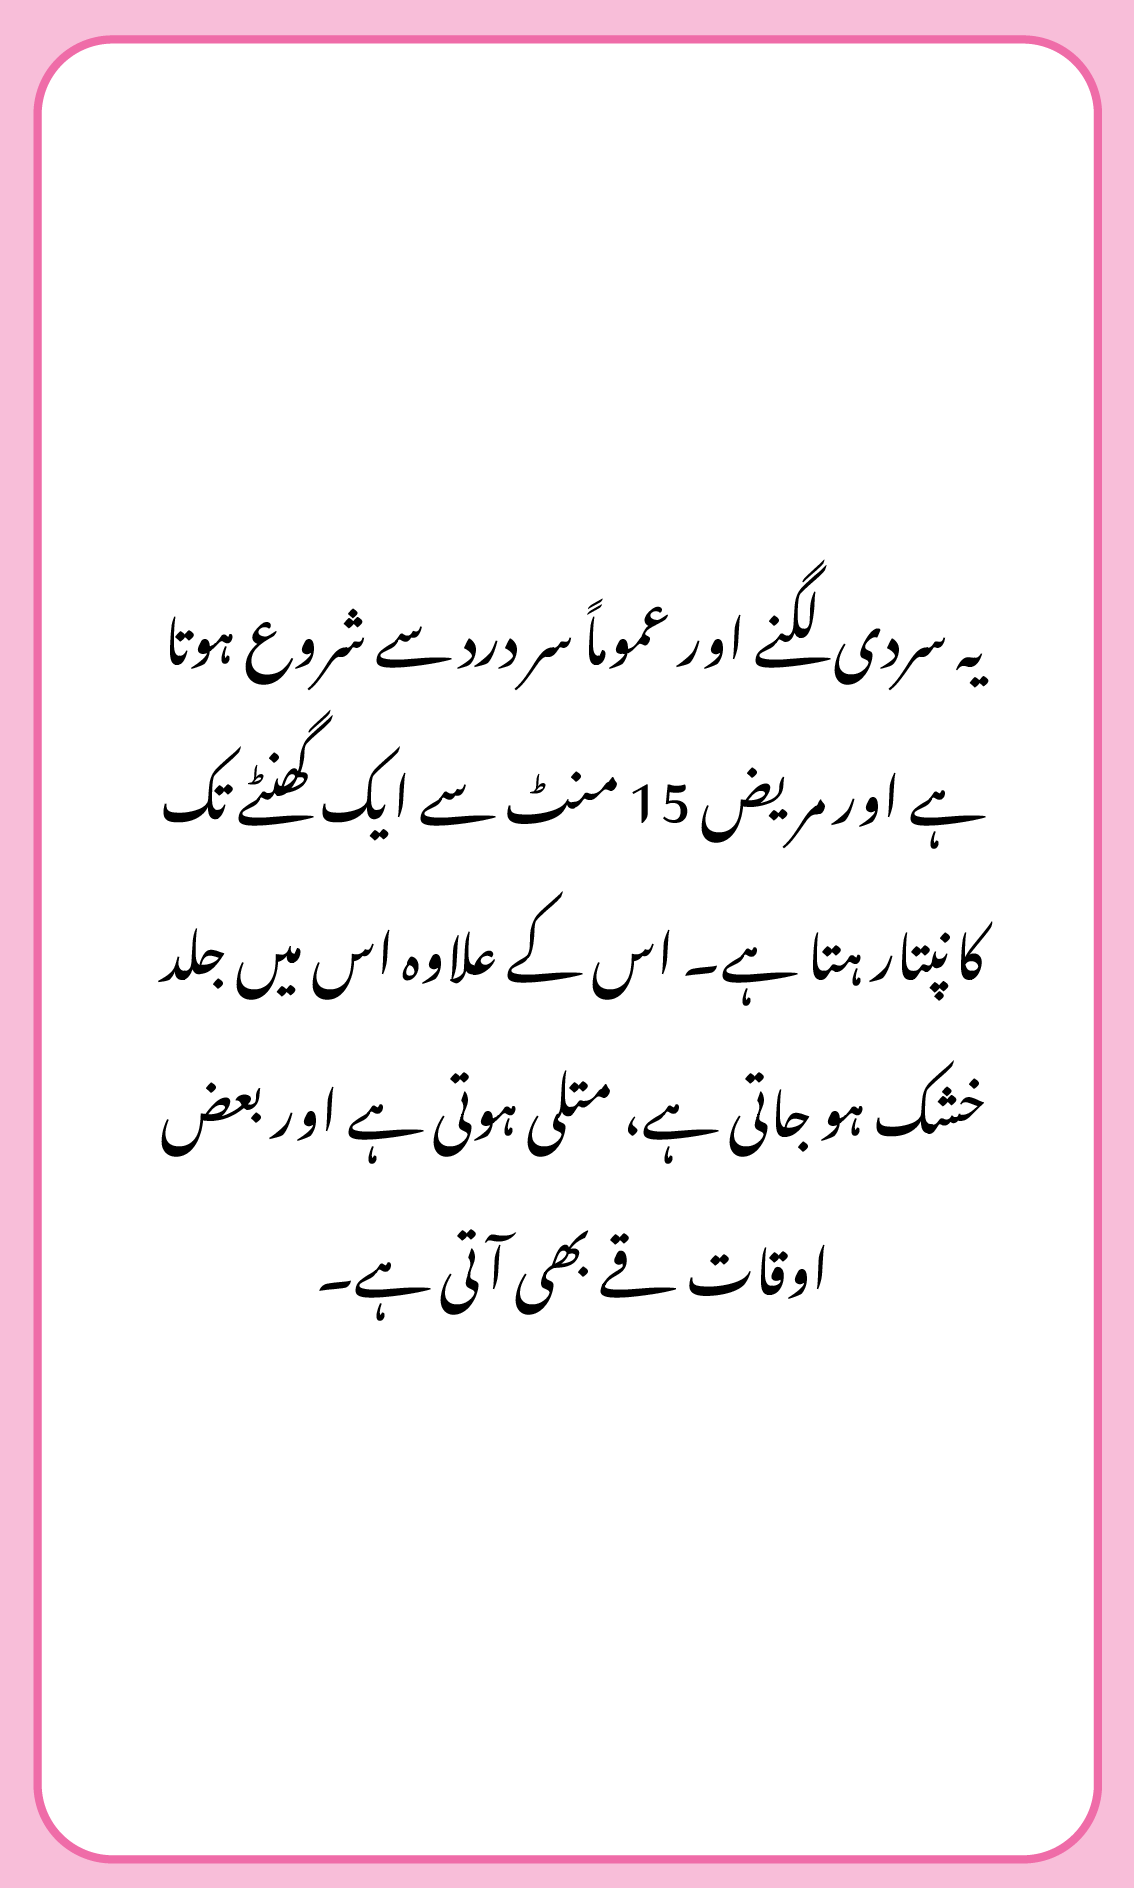 یہ سردی لگنے اور عموماً سر درد سے شروع ہوتا
ہے اور مریض 15 منٹ سے ایک گھنٹے تک
کانپتا رہتا ہے۔ اس کے علاوہ اس میں جلد
خشک ہو جاتی ہے، متلی ہوتی ہے اور بعض
اوقات قے بھی آتی ہے۔